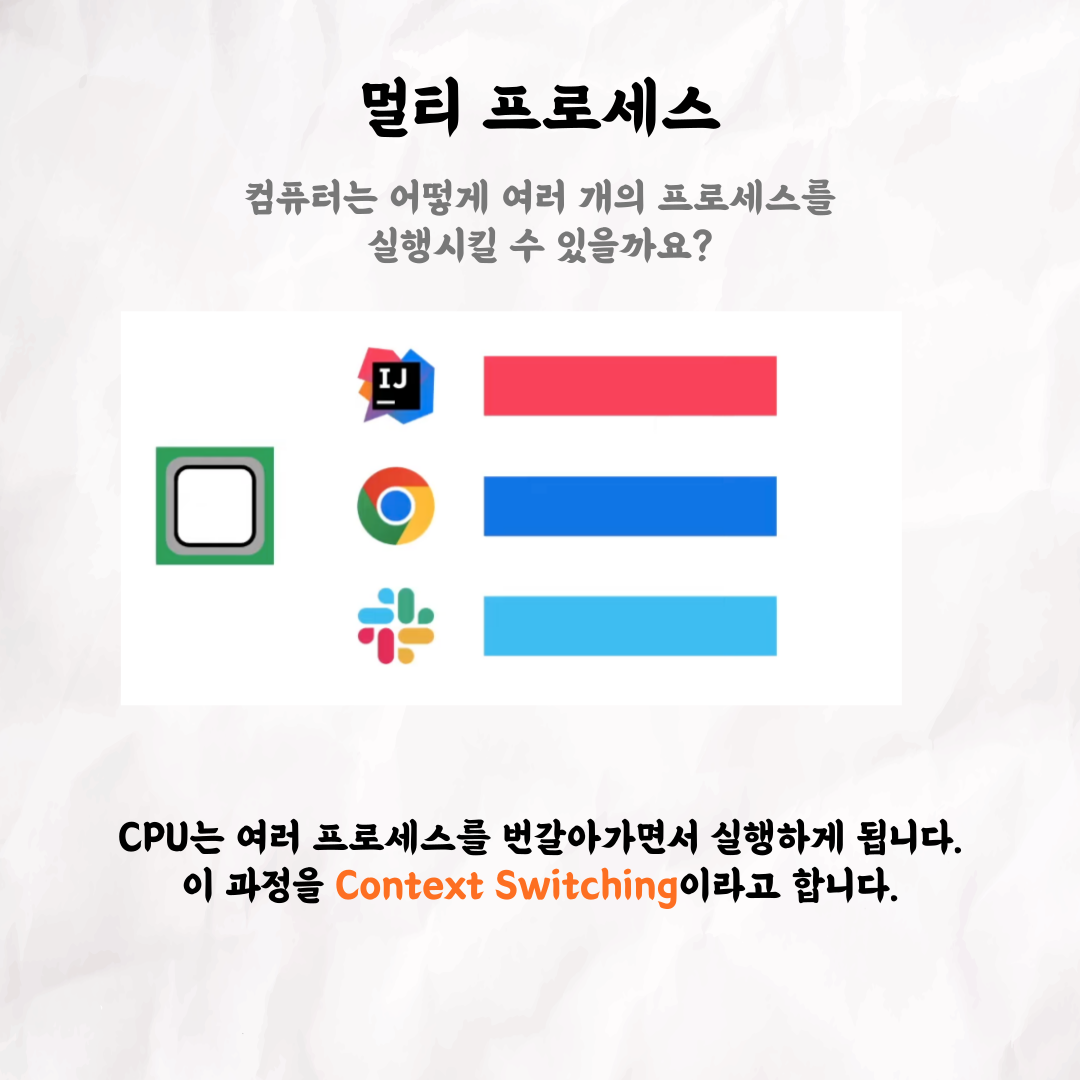 멀티 프로세스
컴퓨터는 어떻게 여러 개의 프로세스를
실행시킬 수 있을까요?
IJ
CPU는 여러 프로세스를 번갈아가면서 실행하게 됩니다.
이 과정을 Context Switching이라고 합니다.